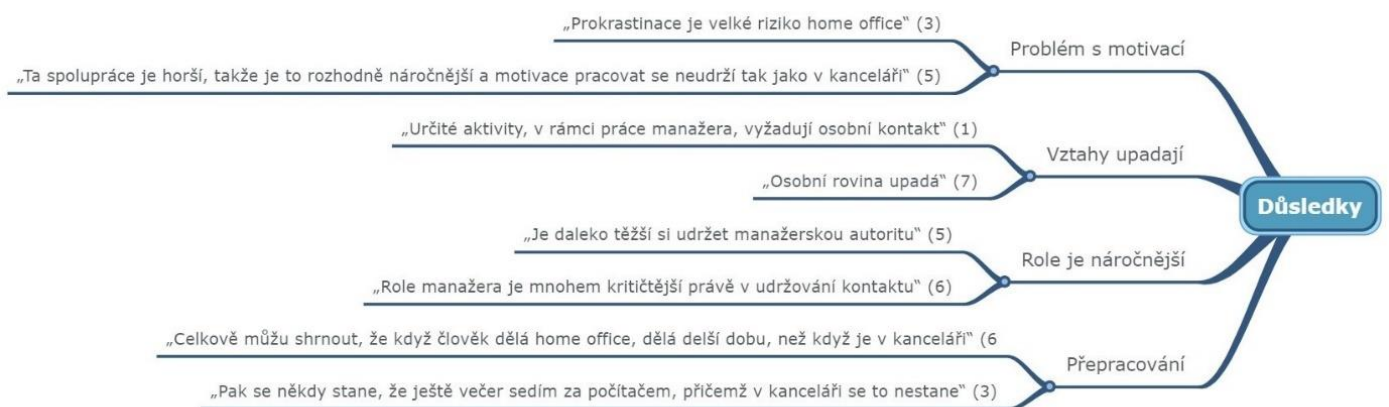 „Prokrastinace je velké riziko home office“ (3)
Problém s motivací
„Ta spolupráce je horší, takže je to rozhodně náročnější a motivace pracovat se neudrží tak jako v kanceláři“ (5)
„Určité aktivity, v rámci práce manažera, vyžadují osobní kontakt“ (1)
Vztahy upadají
„Osobní rovina upadá“ (7)
Důsledky
„Je daleko těžší si udržet manažerskou autoritu“ (5)
Role je náročnější
„Role manažera je mnohem kritičtější právě v udržování kontaktu“ (6)
„Celkově můžu shrnout, že když člověk dělá home office, dělá delší dobu, než když je v kanceláři“ (6
Přepracování
„Pak se někdy stane, že ještě večer sedím za počítačem, přičemž v kanceláři se to nestane“ (3)